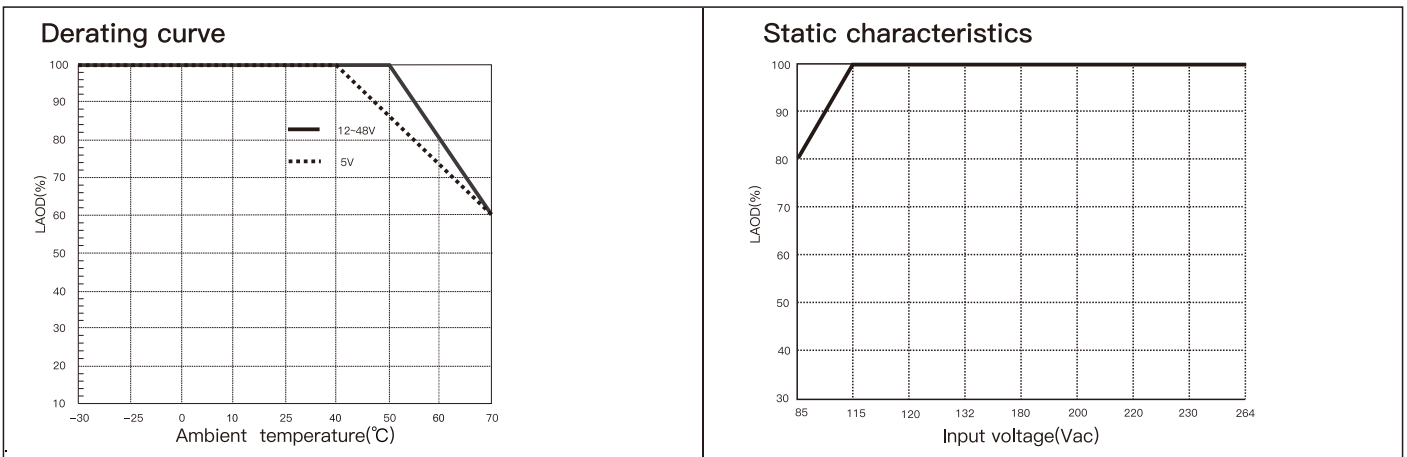 Derating curve
100
90
80
70
60
50
40
30
20
10
LAOD(%)
12~48V
5V
-30 -25 0 10 25 40 50 60 70
Ambient temperature(℃)
Static characteristics
100
90
80
70
60
50
40
30
LAOD(%)
85 115 120 132 180 200 220 230 264
Input voltage(Vac)